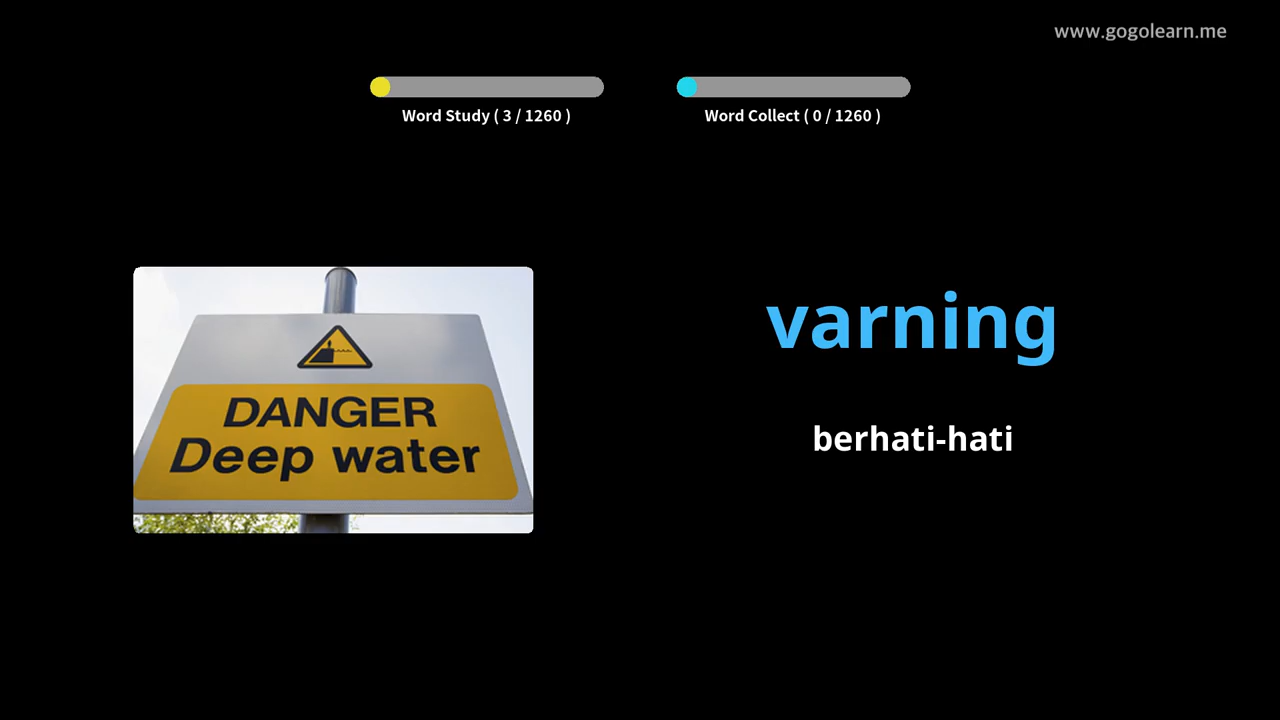 www.gogolearn.me
Word Study ( 3 / 1260 )
Word Collect ( 0 / 1260 )
DANGER
Deep water
varning
berhati-hati